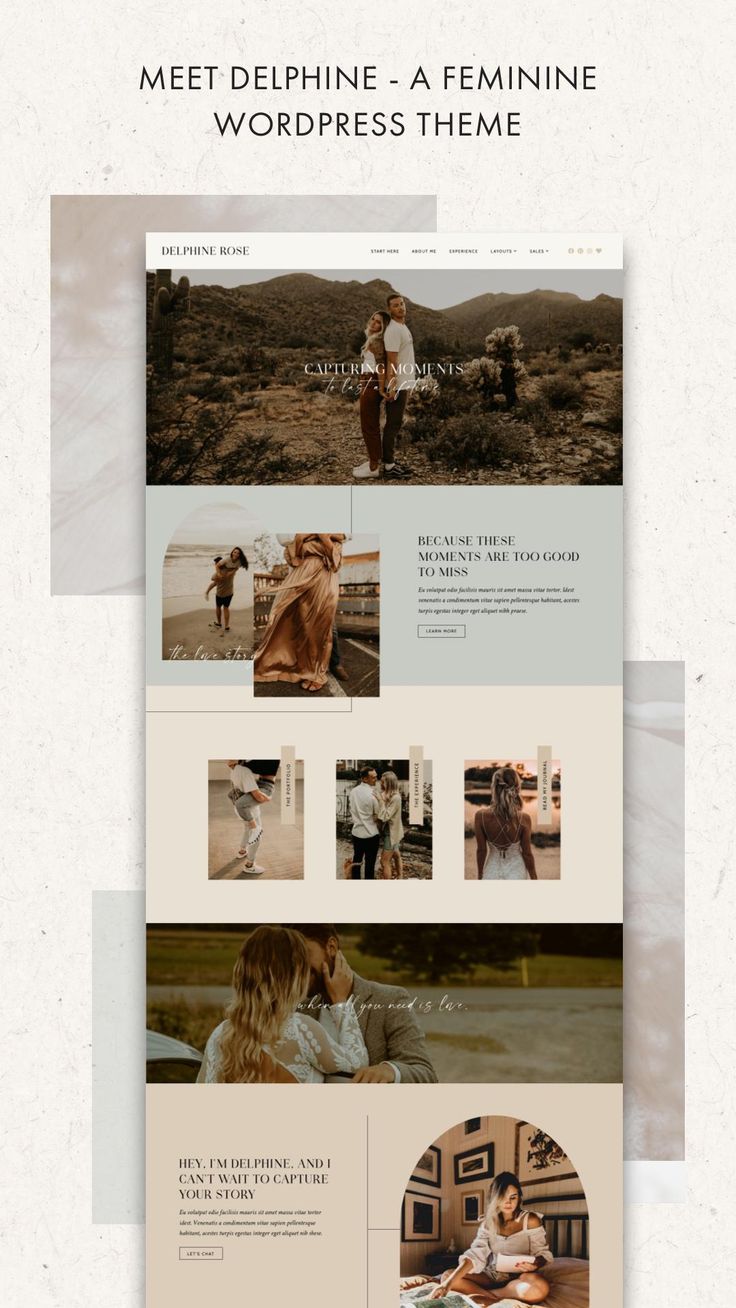 MEET DELPHINE - A FEMININE
WORDPRESS THEME
DELPHINE ROSE
START HERE ABOUT ME EXPERIENCE LAYOUTS SALES
CAPTURING MOMENTS
to last a lifetime
BECAUSE THESE
MOMENTS ARE TOO GOOD
TO MISS
Eu volutpat odio facilisis mauris sit amet massa vitae tortor. Idest
venenatis a condimentum vitae sapien pellentesque habitant, acestes
turpis egestas integer eget aliquet nibh praese.
LEARN MORE
the love story
THE PORTFOLIO
THE EXPERIENCE
READ MY JOURNAL
when all you need is love.
HEY, I'M DELPHINE, AND I
CAN'T WAIT TO CAPTURE
YOUR STORY
Eu volutpat odio facilisis mauris sit amet massa vitae tortor
idest. Venenatis a condimentum vitae sapien pellentesque
habitant. turpis egestas integer eget aliquet nib these.
LET'S CHAT